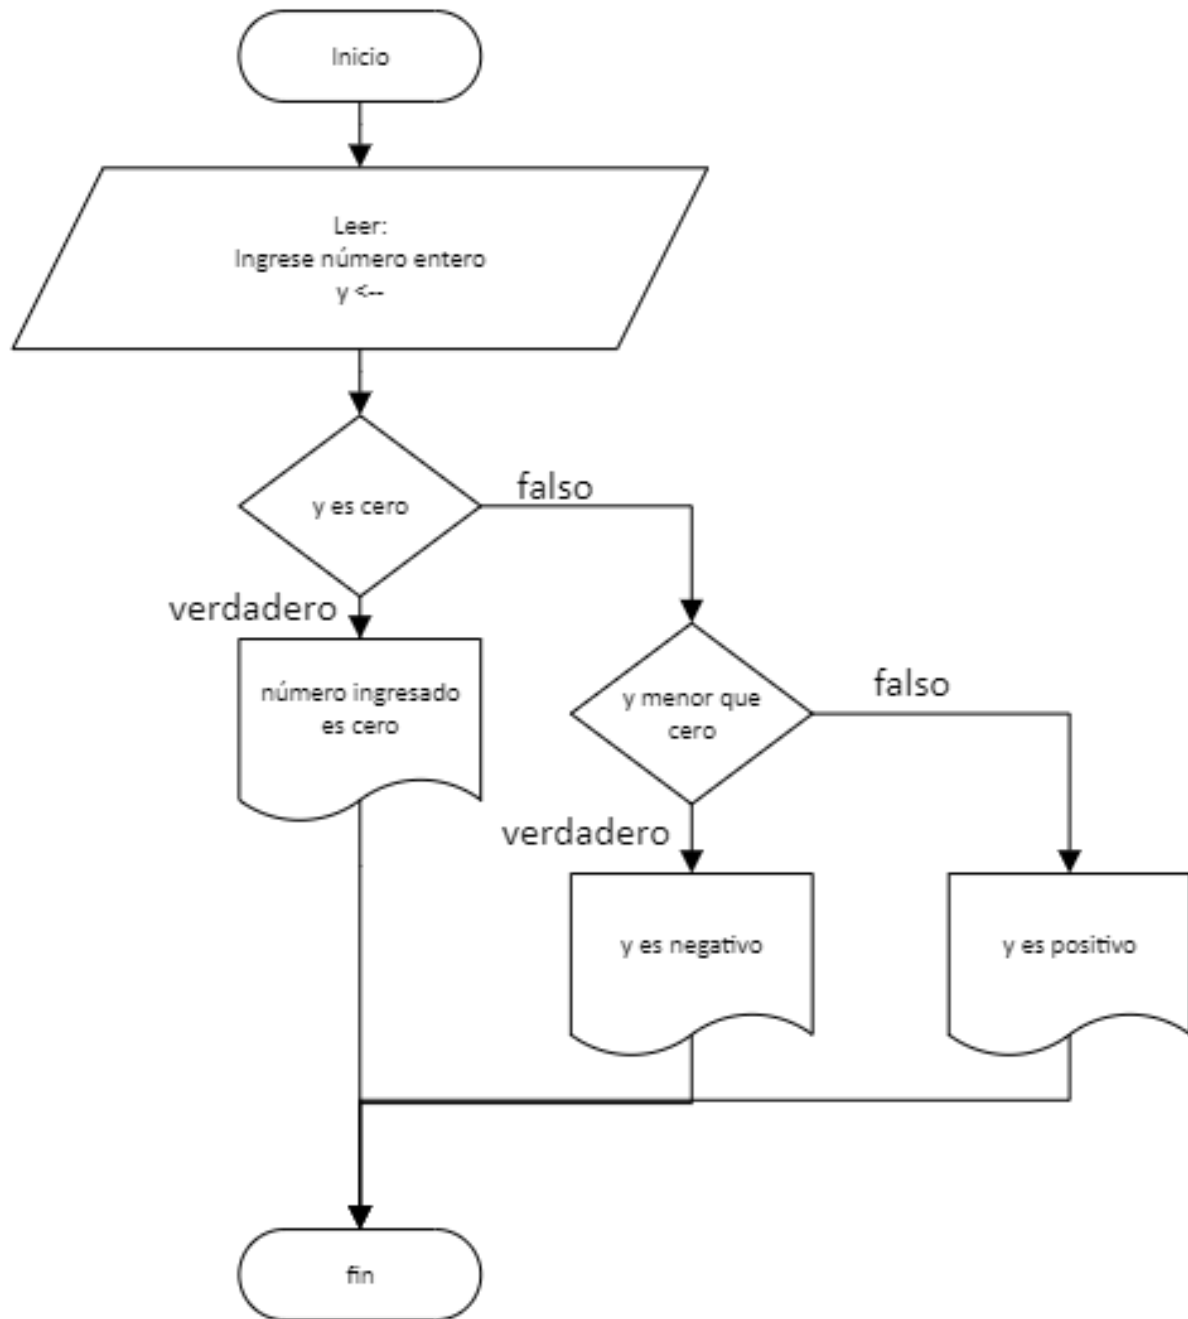 Inicio
Leer:
Ingrese número entero
y <--
y es cero
falso
verdadero
número ingresado
es cero
y menor que
cero
falso
verdadero
y es negativo
y es positivo
fin